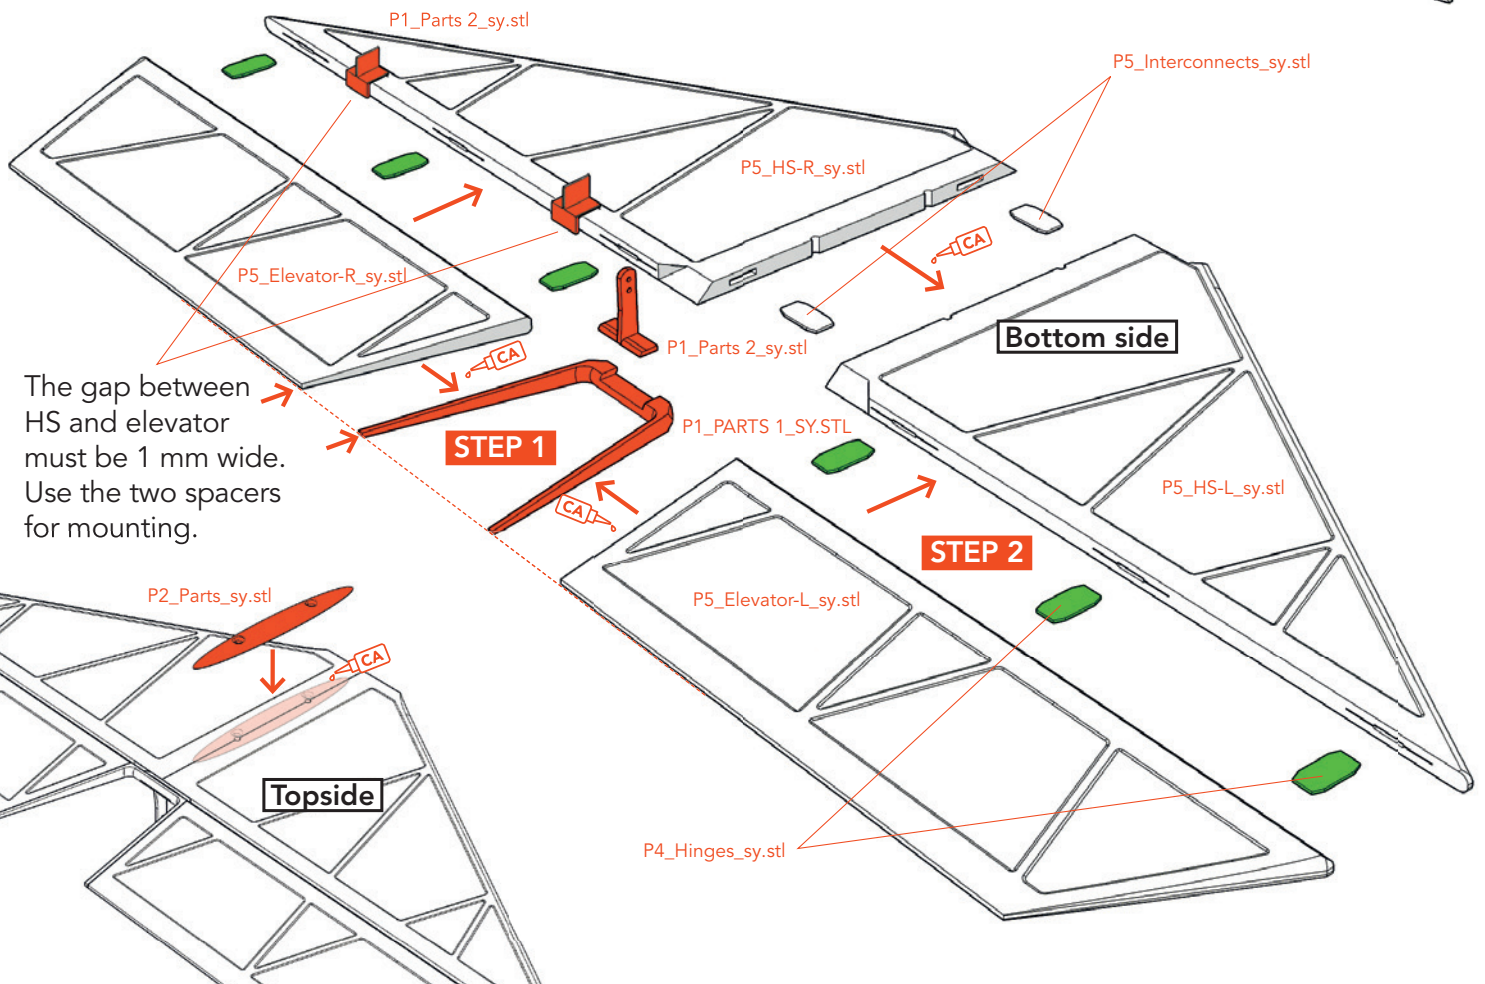 P1_Parts 2_sy.stl
P5_Interconnects_sy.stl
P5_HS-R_sy.stl
CA
P5_Elevator-R_sy.stl
Bottom side
P1_Parts 2_sy.stl
CA
The gap between
HS and elevator
must be 1 mm wide.
Use the two spacers
for mounting.
STEP 1
P1_PARTS 1_SY.STL
P5_HS-L_sy.stl
CA
STEP 2
P2_Parts_sy.stl
P5_Elevator-L_sy.stl
CA
Topside
P4_Hinges_sy.stl